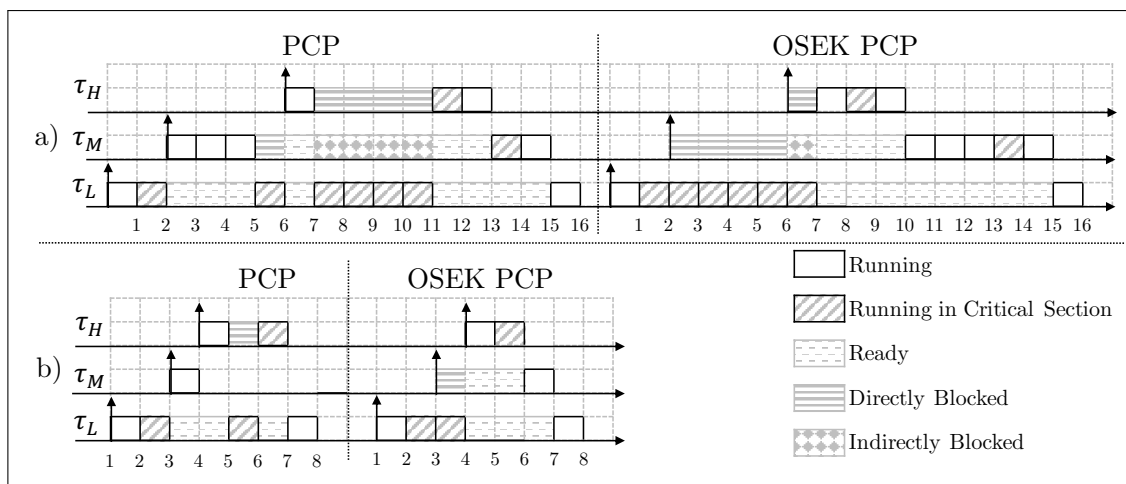 PCP OSEK PCP
τH
a) τM
τL
1 2 3 4 5 6 7 8 9 10 11 12 13 14 15 16 1 2 3 4 5 6 7 8 9 10 11 12 13 14 15 16
PCP OSEK PCP
τH
b) τM
τL
1 2 3 4 5 6 7 8 1 2 3 4 5 6 7 8
Running
Running in Critical Section
Ready
Directly Blocked
Indirectly Blocked